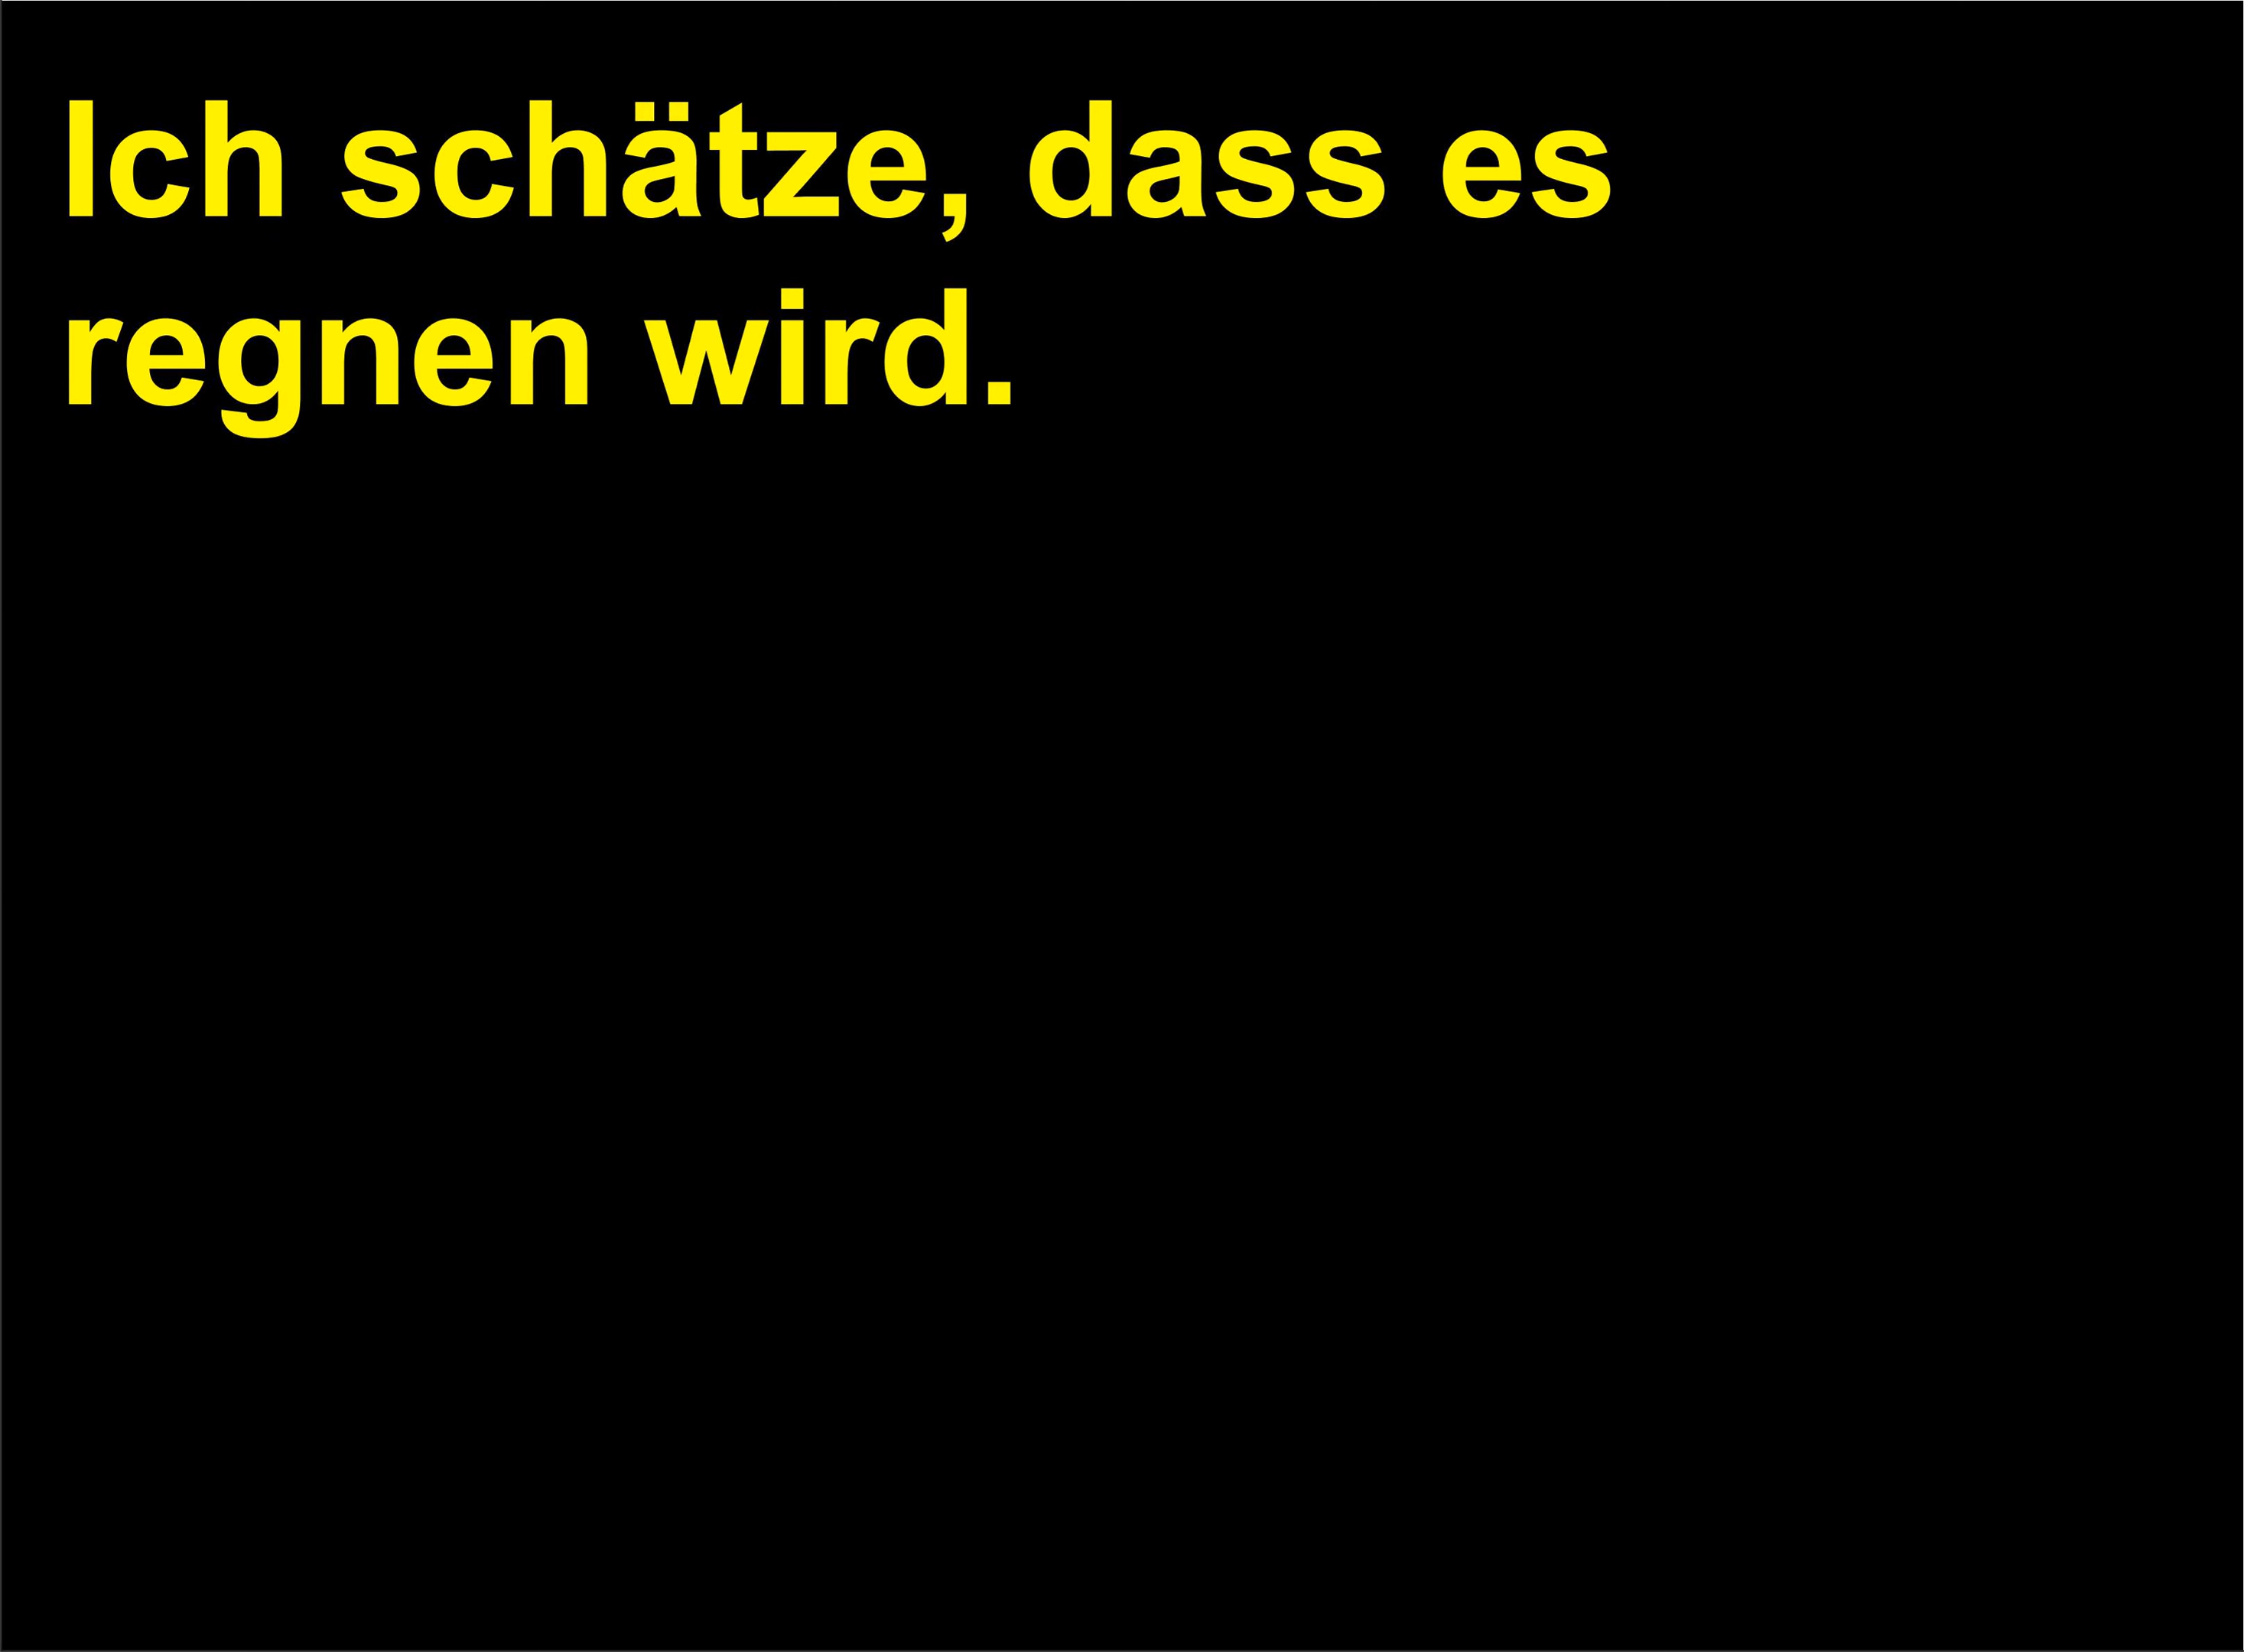 Ich schätze, dass es
regnen wird.